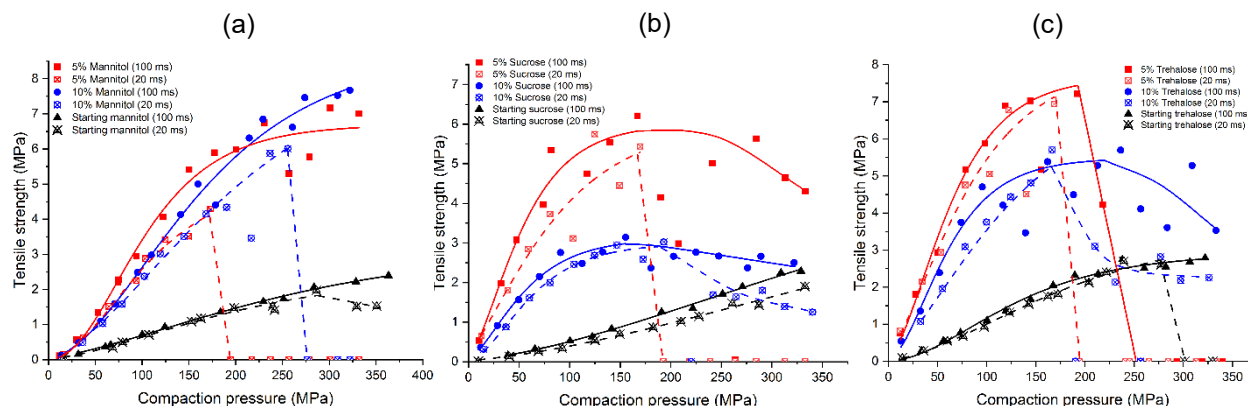 (a)
(b)
(c)
5% Mannitol (100 ms)
5% Mannitol (20 ms)
10% Mannitol (100 ms)
10% Mannitol (20 ms)
Starting mannitol (100 ms)
Starting mannitol (20 ms)
Tensile strength (MPa)
8
7
6
5
4
3
2
1
0
0 50 100 150 200 250 300 350 400
Compaction pressure (MPa)
5% Sucrose (100 ms)
5% Sucrose (20 ms)
10% Sucrose (100 ms)
10% Sucrose (20 ms)
Starting sucrose (100 ms)
Starting sucrose (20 ms)
Tensile strength (MPa)
7
6
5
4
3
2
1
0
0 50 100 150 200 250 300 350 400
Compaction pressure (MPa)
5% Trehalose (100 ms)
5% Trehalose (20 ms)
10% Trehalose (100 ms)
10% Trehalose (20 ms)
Starting trehalose (100 ms)
Starting trehalose (20 ms)
Tensile strength (MPa)
8
7
6
5
4
3
2
1
0
0 50 100 150 200 250 300 350 400
Compaction pressure (MPa)